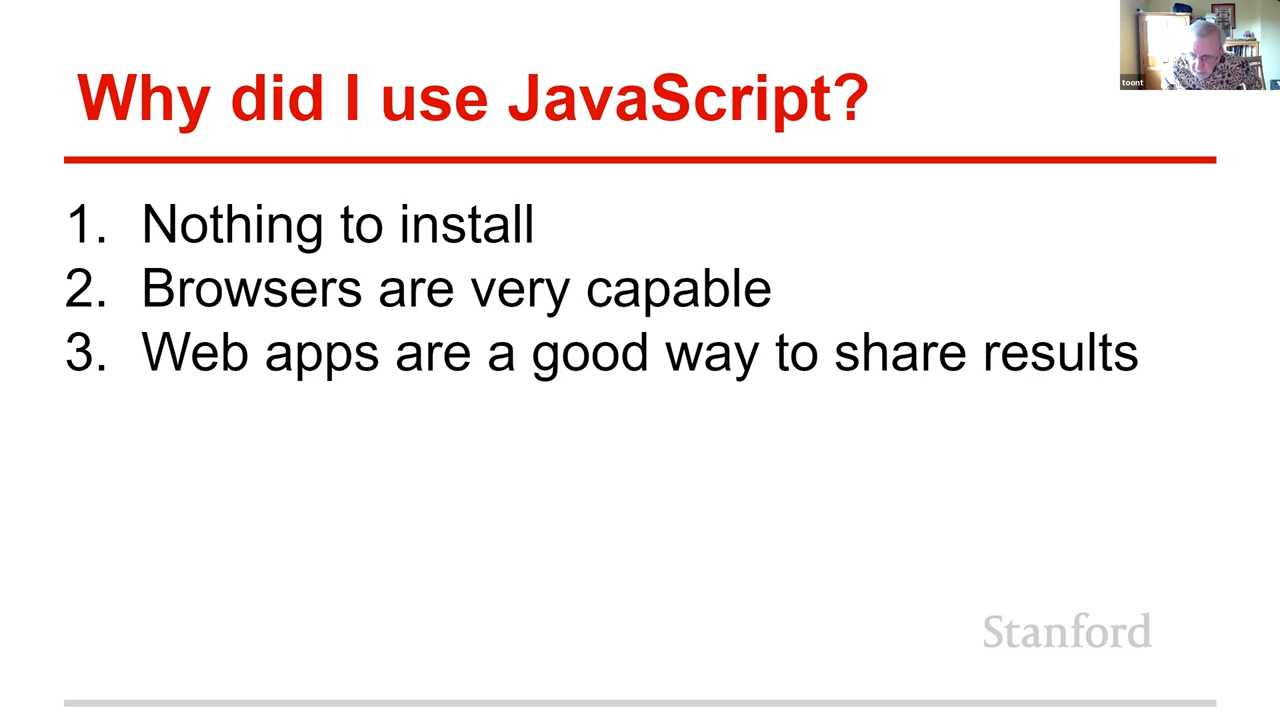 Why did I use JavaScript?
toont
1. Nothing to install
2. Browsers are very capable
3. Web apps are a good way to share results
Stanford